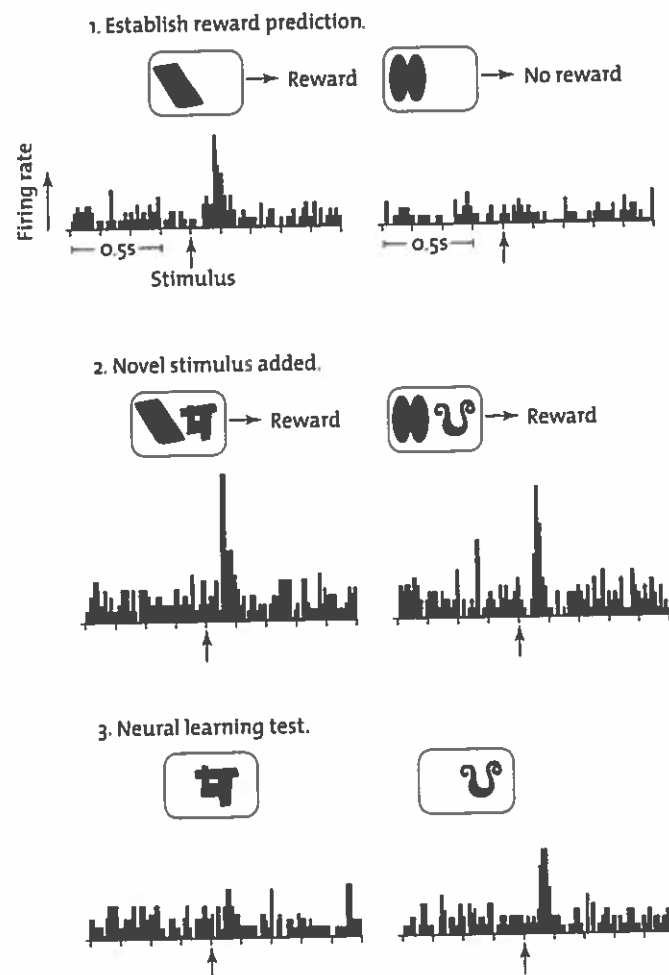 1. Establish reward prediction.
→ Reward
→ No reward
Firing rate
0.5s
0.5s
Stimulus
2. Novel stimulus added.
→ Reward
→ Reward
3. Neural learning test.